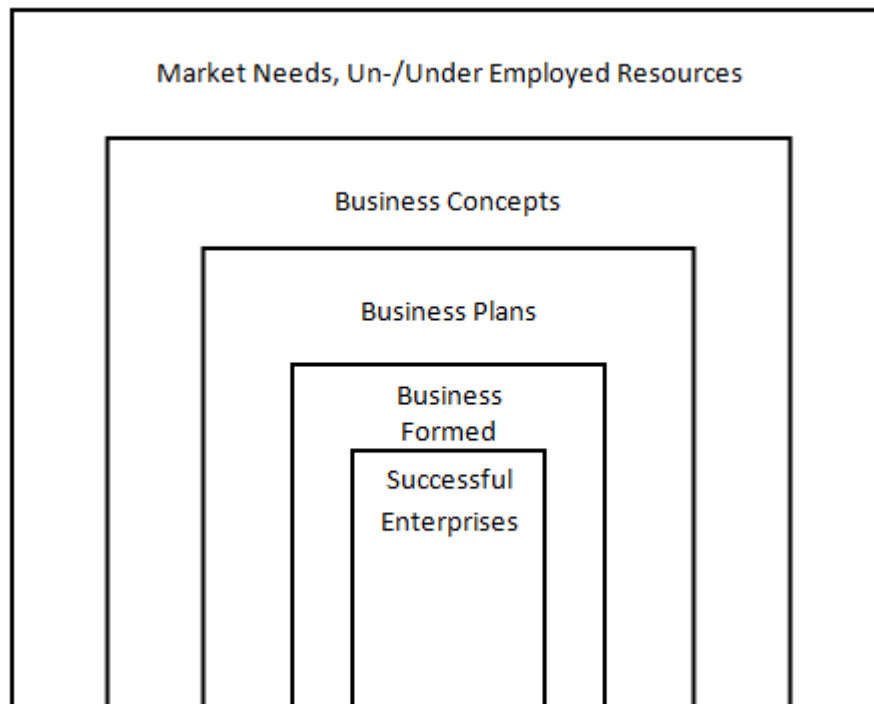 Market Needs, Un-/Under Employed Resources
Business Concepts
Business Plans
Business
Formed
Successful
Enterprises